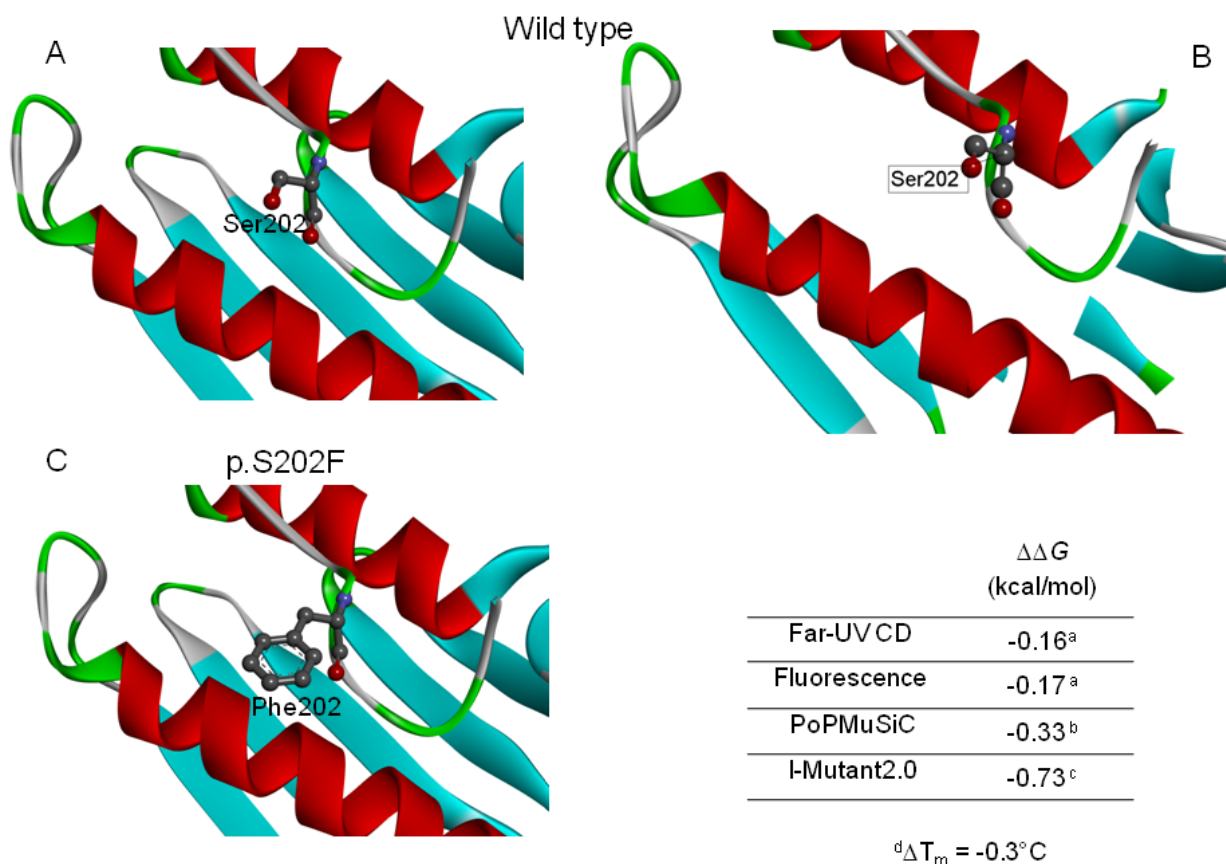 Wild type
A
B
Ser202
Ser202
C
p.S202F
Phe202
ΔΔG
(kcal/mol)
Far-UV CD -0.16ᵃ
Fluorescence -0.17ᵃ
PoPMuSiC -0.33ᵇ
I-Mutant2.0 -0.73ᶜ
ᵈΔTₘ = -0.3°C